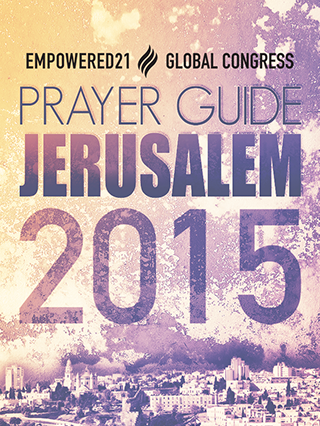 EMPOWERED21 GLOBAL CONGRESS
PRAYER GUIDE
JERUSALEM
2015